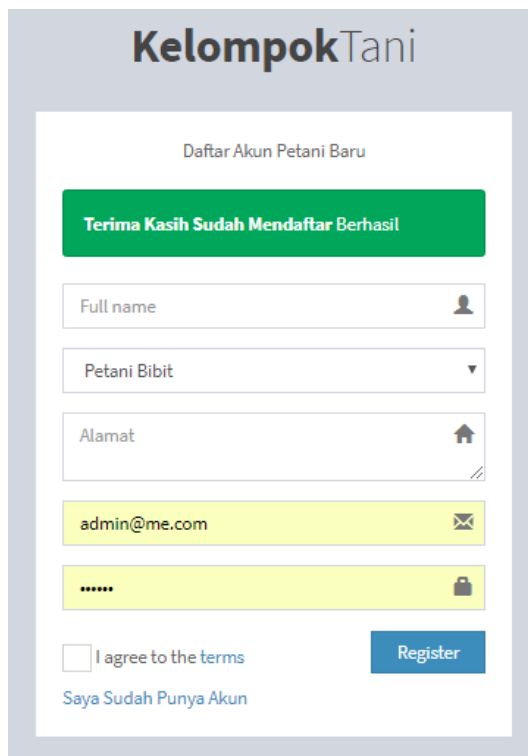 KelompokTani
Daftar Akun Petani Baru
Terima Kasih Sudah Mendaftar Berhasil
Full name
Petani Bibit
Alamat
admin@me.com
••••••
I agree to the terms
Register
Saya Sudah Punya Akun